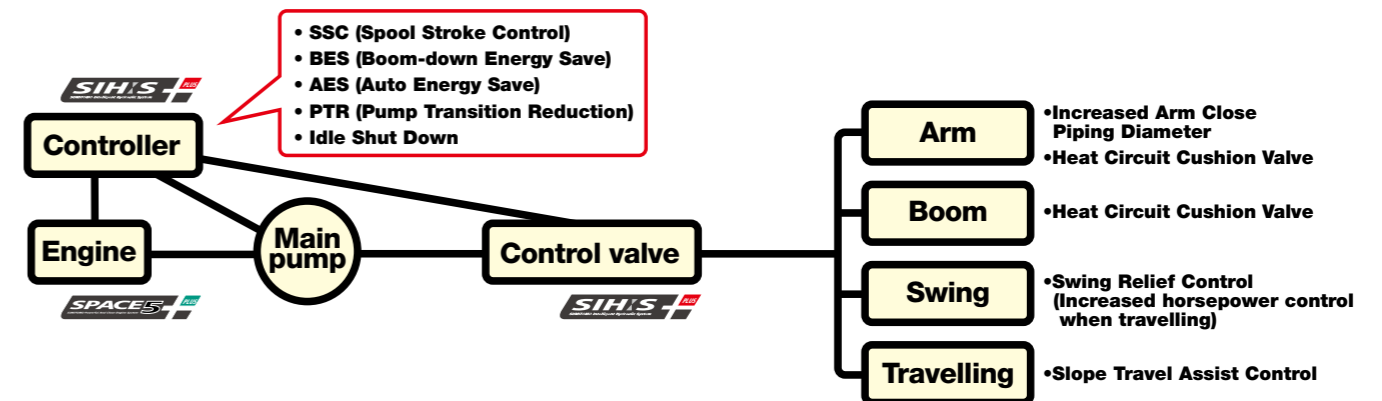 • SSC (Spool Stroke Control)
• BES (Boom-down Energy Save)
• AES (Auto Energy Save)
• PTR (Pump Transition Reduction)
• Idle Shut Down
SIH:S PLUS
Controller
Engine
SPACE5 PLUS
Main
pump
Control valve
SIH:S PLUS
Arm
•Increased Arm Close
Piping Diameter
•Heat Circuit Cushion Valve
Boom
•Heat Circuit Cushion Valve
Swing
•Swing Relief Control
(Increased horsepower control
when travelling)
Travelling
•Slope Travel Assist Control